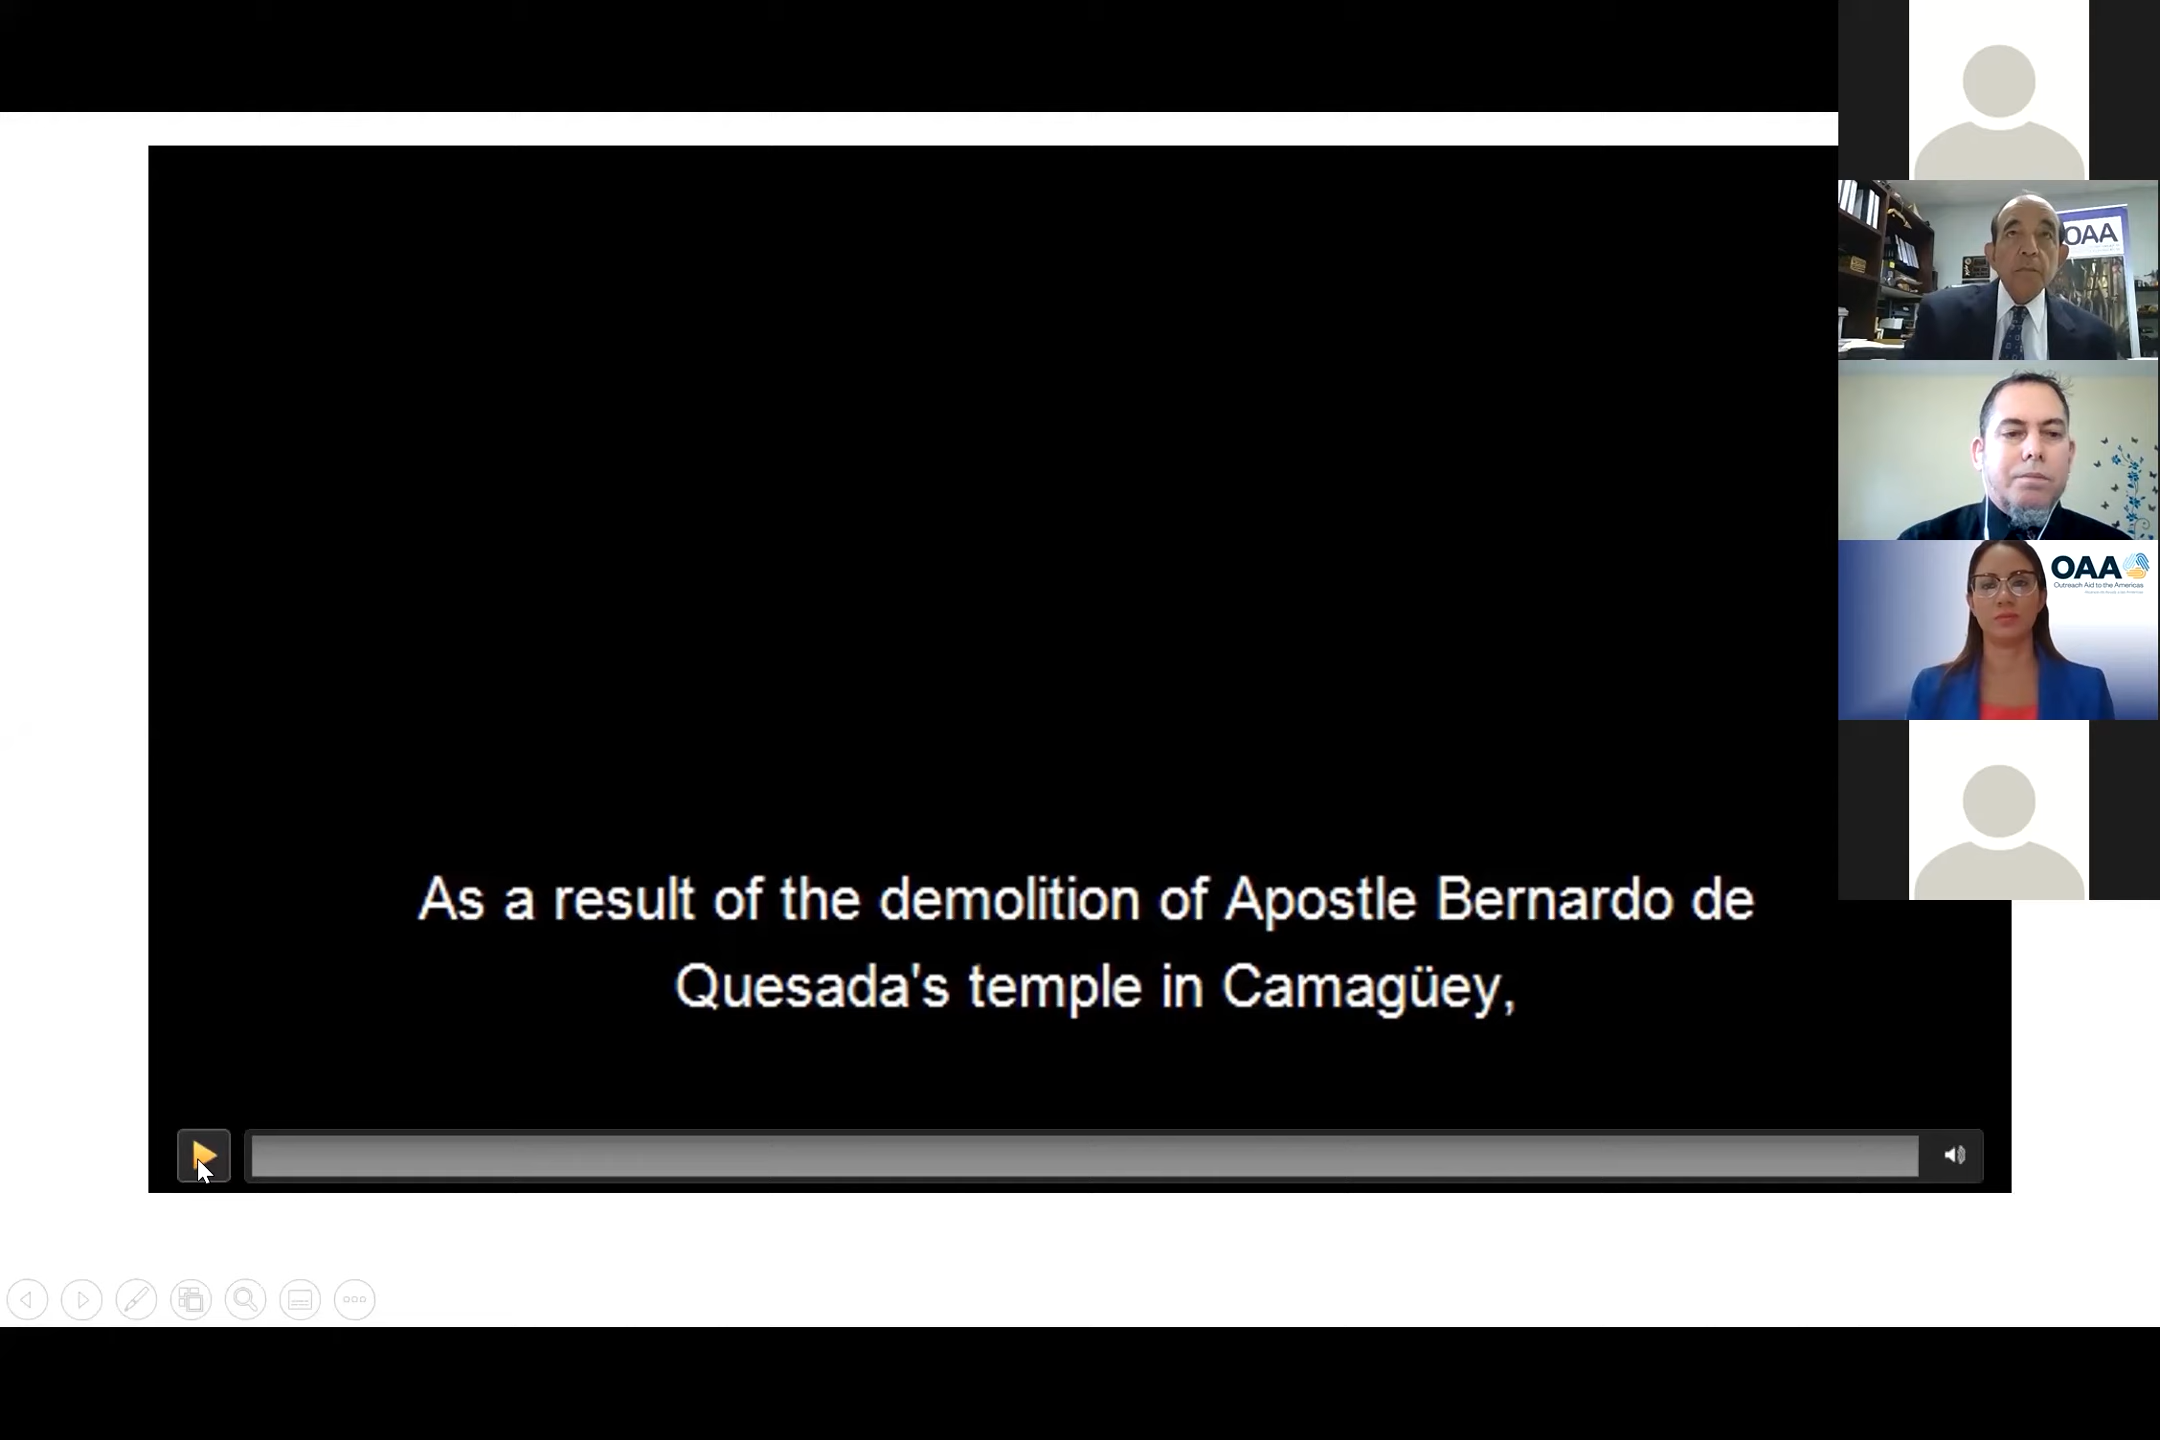 OAA
OAA
Outreach Aid to the Americas
As a result of the demolition of Apostle Bernardo de
Quesada's temple in Camagüey,